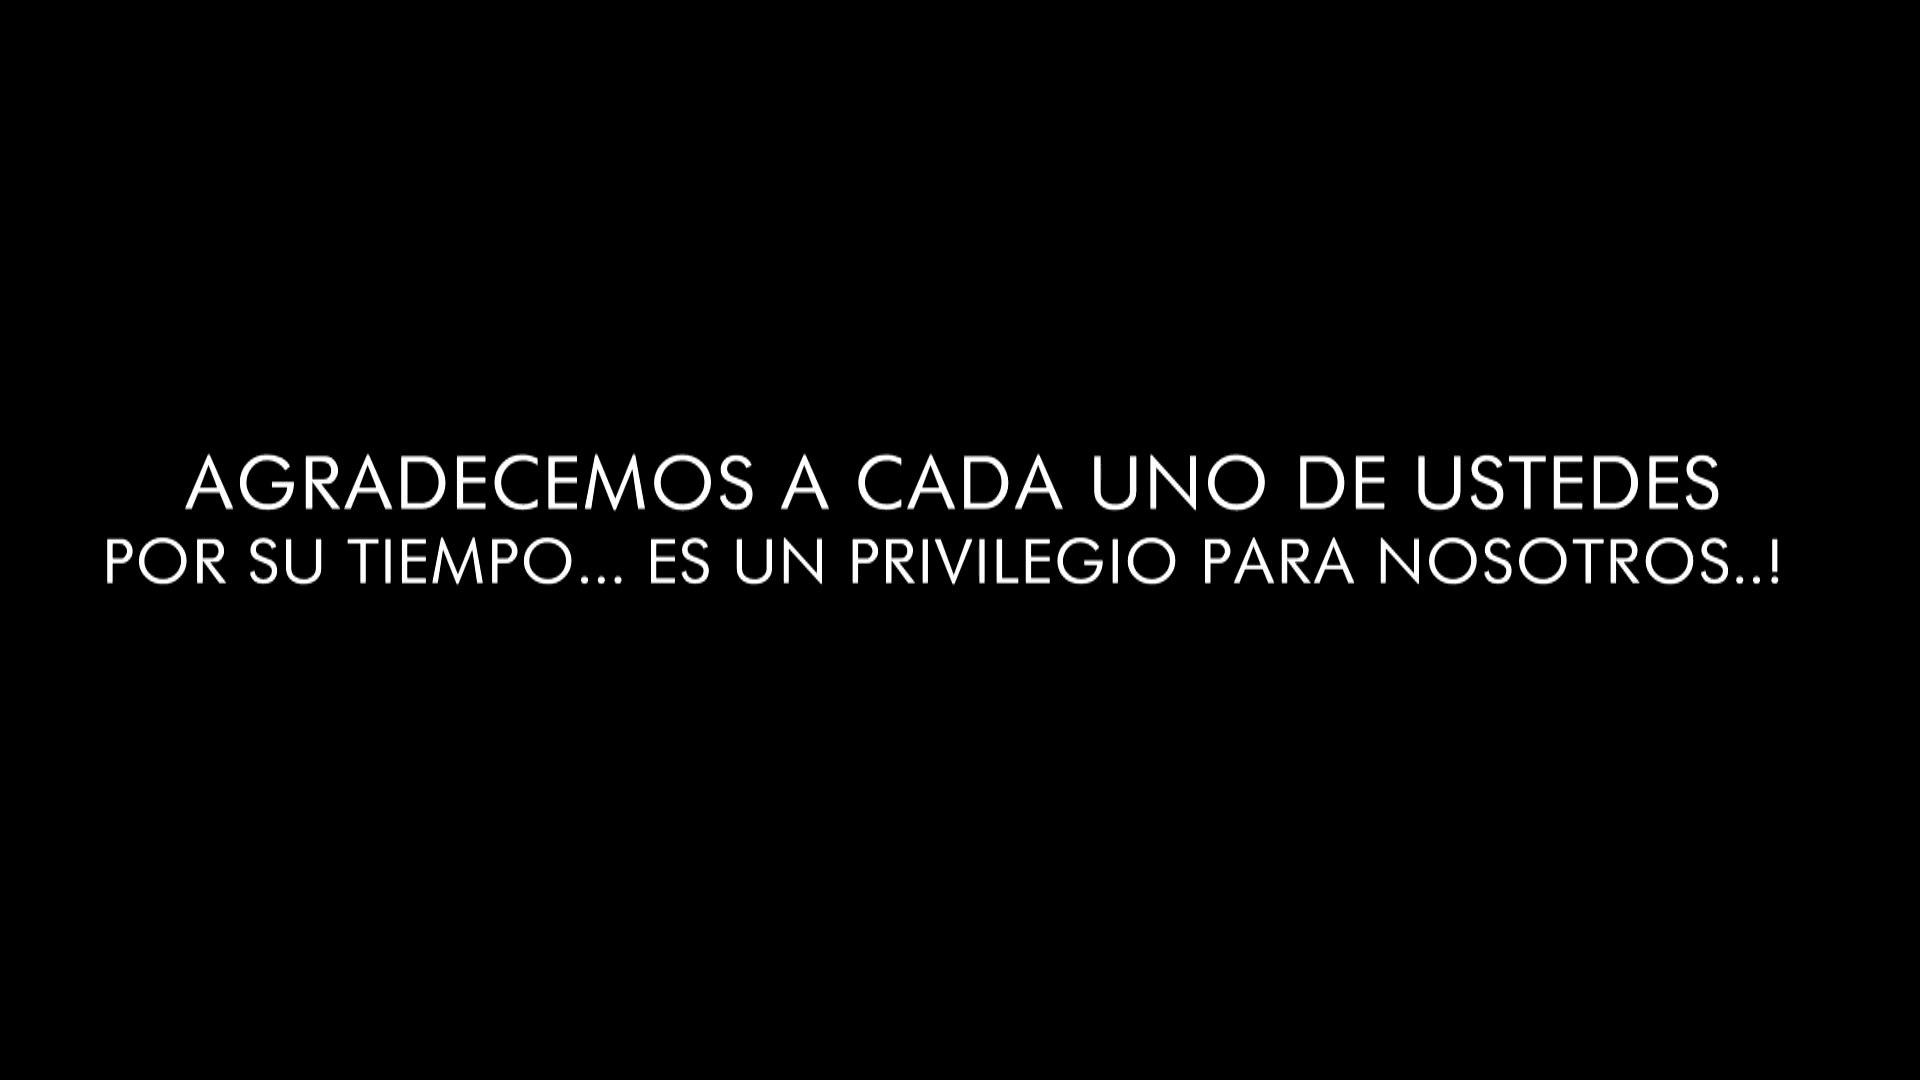 AGRADECEMOS A CADA UNO DE USTEDES
POR SU TIEMPO... ES UN PRIVILEGIO PARA NOSOTROS..!